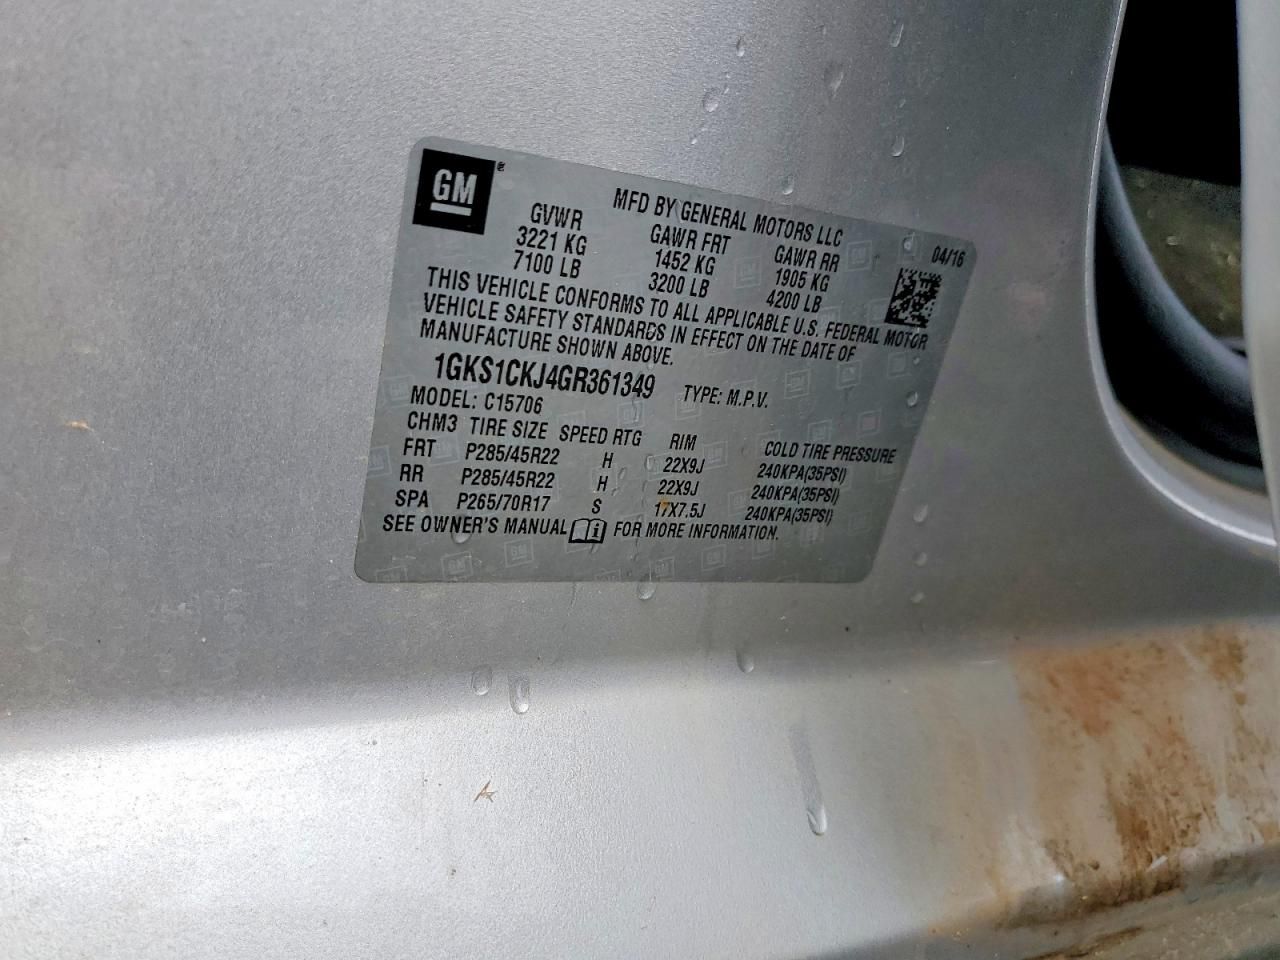 GM®
MFD BY GENERAL MOTORS LLC 04/16
GVWR GAWR FRT GAWR RR
3221 KG 1452 KG 1905 KG
7100 LB 3200 LB 4200 LB
THIS VEHICLE CONFORMS TO ALL APPLICABLE U.S. FEDERAL MOTOR
VEHICLE SAFETY STANDARDS IN EFFECT ON THE DATE OF
MANUFACTURE SHOWN ABOVE.
1GKS1CKJ4GR361349 TYPE: M.P.V.
MODEL: C15706
CHM3 TIRE SIZE SPEED RTG RIM COLD TIRE PRESSURE
FRT P285/45R22 H 22X9J 240KPA(35PSI)
RR P285/45R22 H 22X9J 240KPA(35PSI)
SPA P265/70R17 S 17X7.5J 240KPA(35PSI)
SEE OWNER'S MANUAL i FOR MORE INFORMATION.